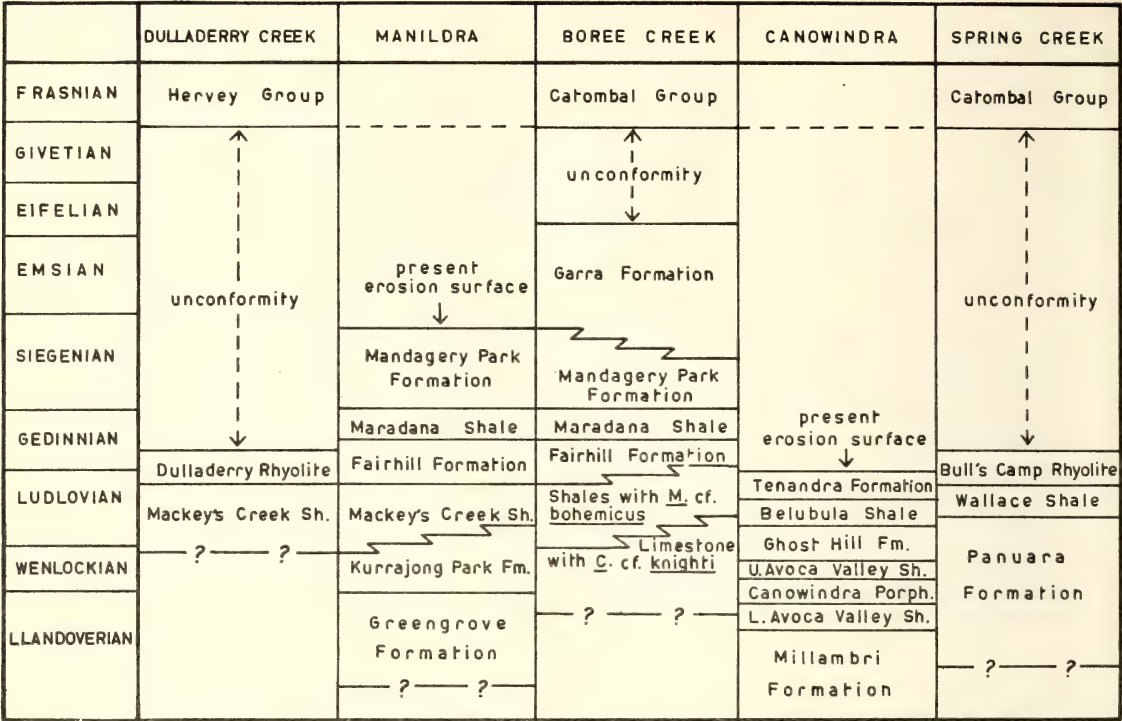 DULLADERRY CREEK
MANILDRA
BOREE CREEK
CANOWINDRA
SPRING CREEK
FRASNIAN
Hervey Group
Catombal Group
Catombal Group
GIVETIAN
EIFELIAN
EMSIAN
SIEGENIAN
GEDINNIAN
LUDLOVIAN
WENLOCKIAN
LLANDOVERIAN
unconformity
Dulladerry Rhyolite
Mackey's Creek Sh.
? ?
present
erosion surface
Mandagery Park
Formation
Maradana Shale
Fairhill Formation
Mackey's Creek Sh.
Kurrajong Park Fm.
Greengrove
Formation
? ?
unconformity
Garra Formation
Mandagery Park
Formation
Maradana Shale
Fairhill Formation
Shales with M. cf.
bohemicus
Limestone
with C. cf. knighti
? ?
present
erosion surface
Tenandra Formation
Belubula Shale
Ghost Hill Fm.
U. Avoca Valley Sh.
Canowindra Porph.
L. Avoca Valley Sh.
Millambri
Formation
unconformity
Bull's Camp Rhyolite
Wallace Shale
Panuara
Formation
? ?